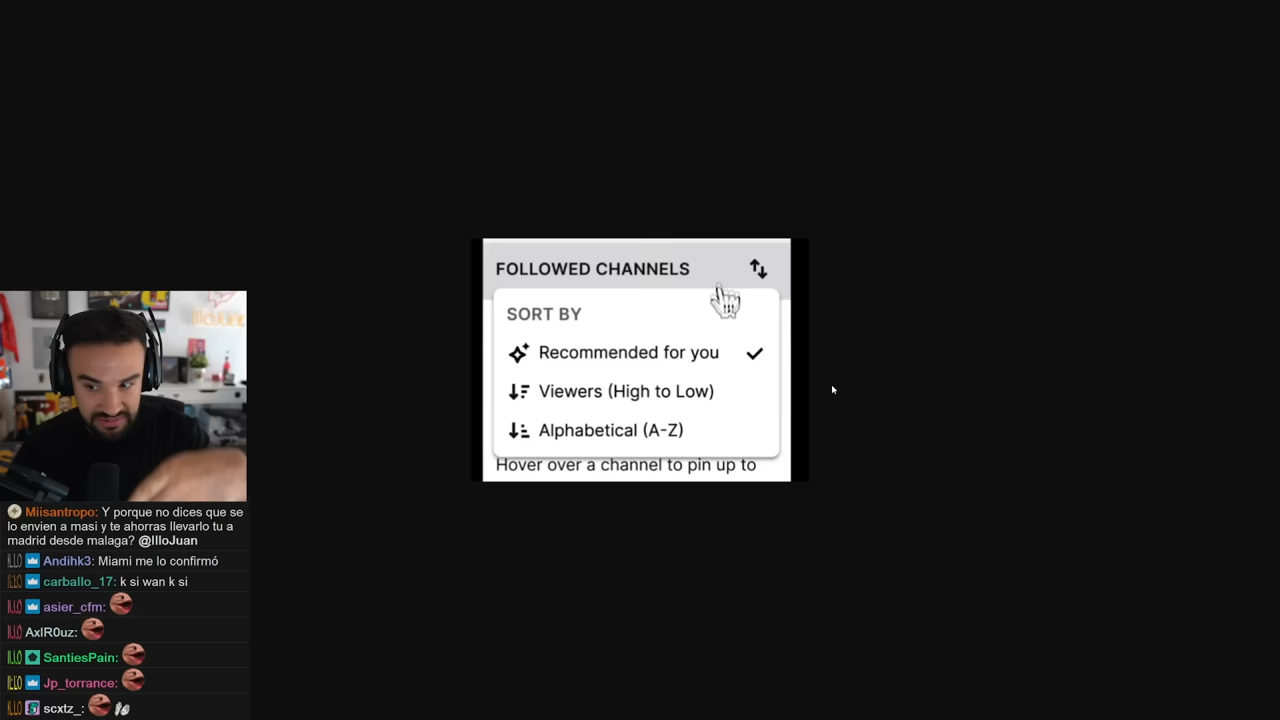 FOLLOWED CHANNELS
SORT BY
Recommended for you
Viewers (High to Low)
Alphabetical (A-Z)
Hover over a channel to pin up to
Miisantropo: Y porque no dices que se
lo envien a masi y te ahorras llevarlo tu a
madrid desde malaga? @IlloJuan
Andihk3: Miami me lo confirmó
carballo_17: k si wan k si
asier_cfm:
AxlR0uz:
SantiesPain:
Jp_torrance:
scxtz_: